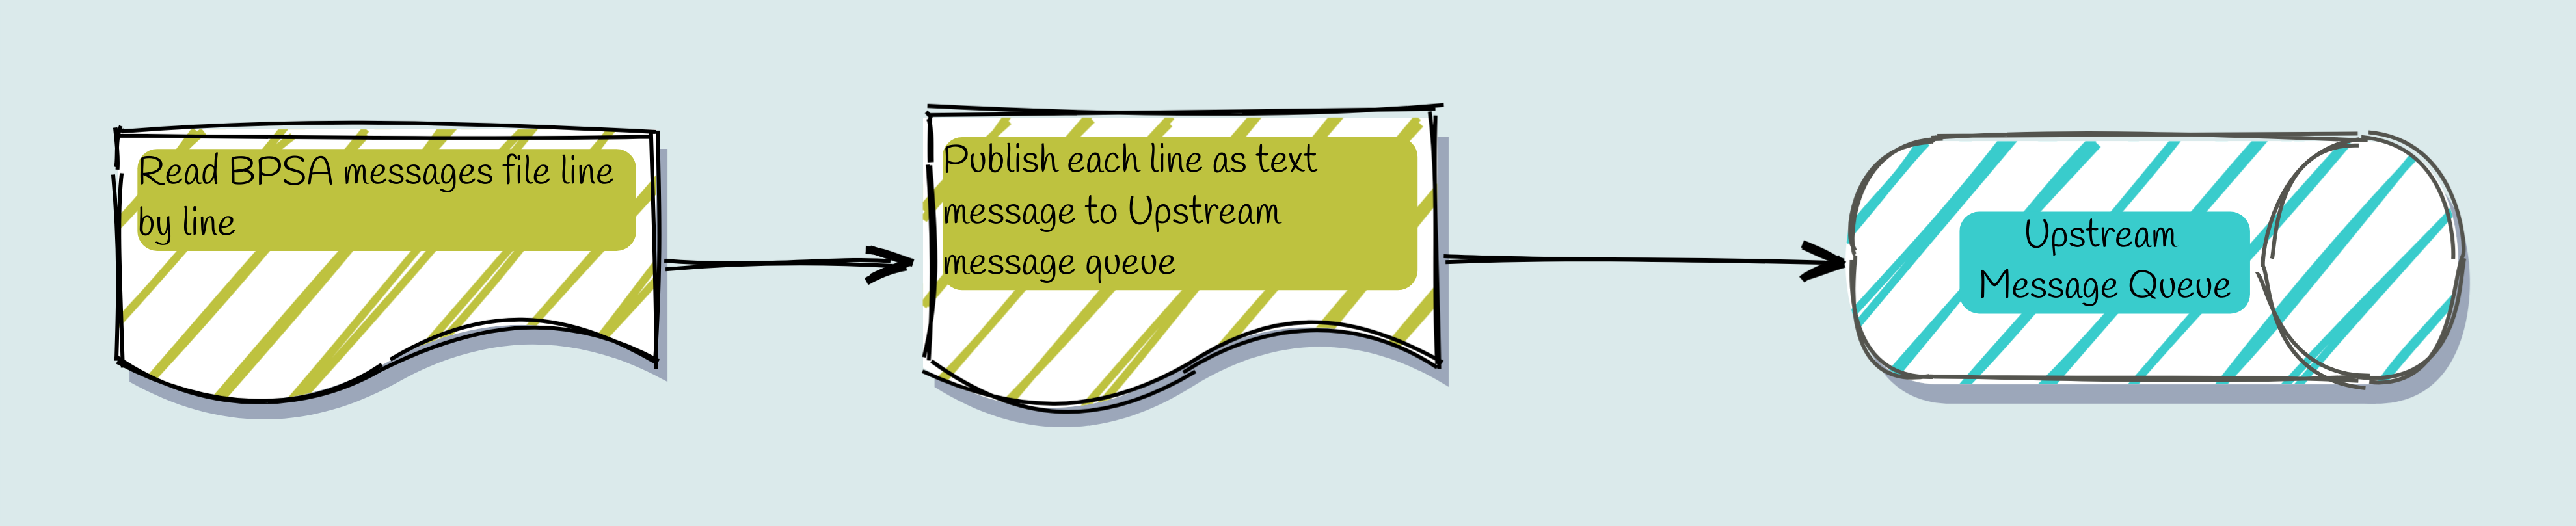 Read BPSA messages file line
by line
Publish each line as text
message to Upstream
message queue
Upstream
Message Queue